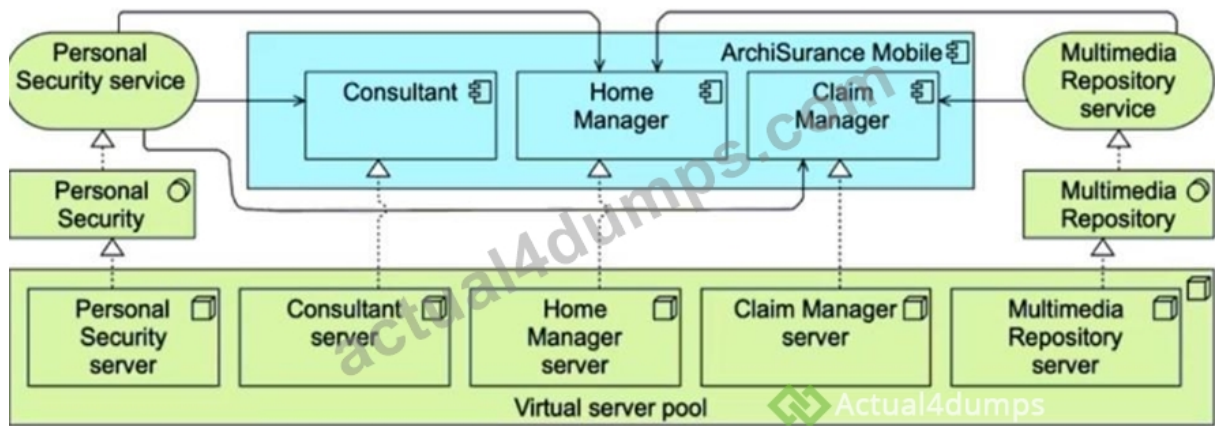 Personal
Security service
ArchiSurance Mobile
Multimedia
Repository
service
Consultant
Home
Manager
Claim
Manager
Personal
Security
Multimedia
Repository
Personal
Security
server
Consultant
server
Home
Manager
server
Claim Manager
server
Multimedia
Repository
server
Virtual server pool
actual4dumps.com
Actual4dumps